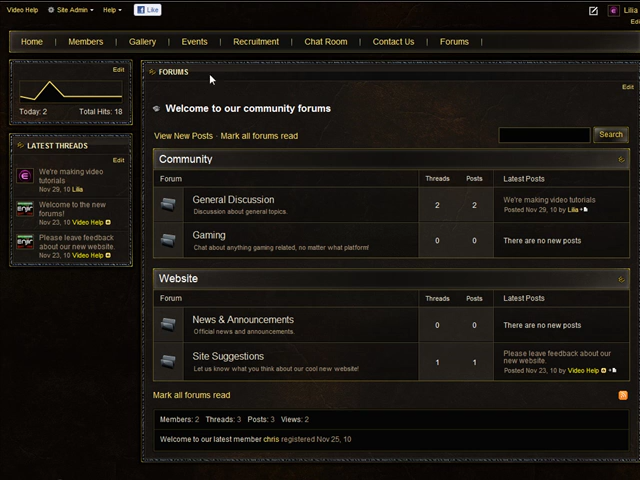 Video Help Site Admin Help Like Lilia
Edi
Home | Members | Gallery | Events | Recruitment | Chat Room | Contact Us | Forums |
Edit
Today: 2 Total Hits: 18
LATEST THREADS
Edit
We're making video
tutorials
Nov 29, 10 Lilia
Welcome to the new
forums!
Nov 23, 10 Video Help
Please leave feedback
about our new website.
Nov 23, 10 Video Help
FORUMS
Edit
Welcome to our community forums
View New Posts · Mark all forums read Search
Community
Forum Threads Posts Latest Posts
General Discussion
Discussion about general topics.
2 2
We're making video tutorials
Posted Nov 29, 10 by Lilia
Gaming
Chat about anything gaming related, no matter what platform!
0 0 There are no new posts
Website
Forum Threads Posts Latest Posts
News & Announcements
Official news and announcements.
0 0 There are no new posts
Site Suggestions
Let us know what you think about our cool new website!
1 1
Please leave feedback about our
new website.
Posted Nov 23, 10 by Video Help
Mark all forums read
Members: 2 Threads: 3 Posts: 3 Views: 2
Welcome to our latest member chris registered Nov 25, 10